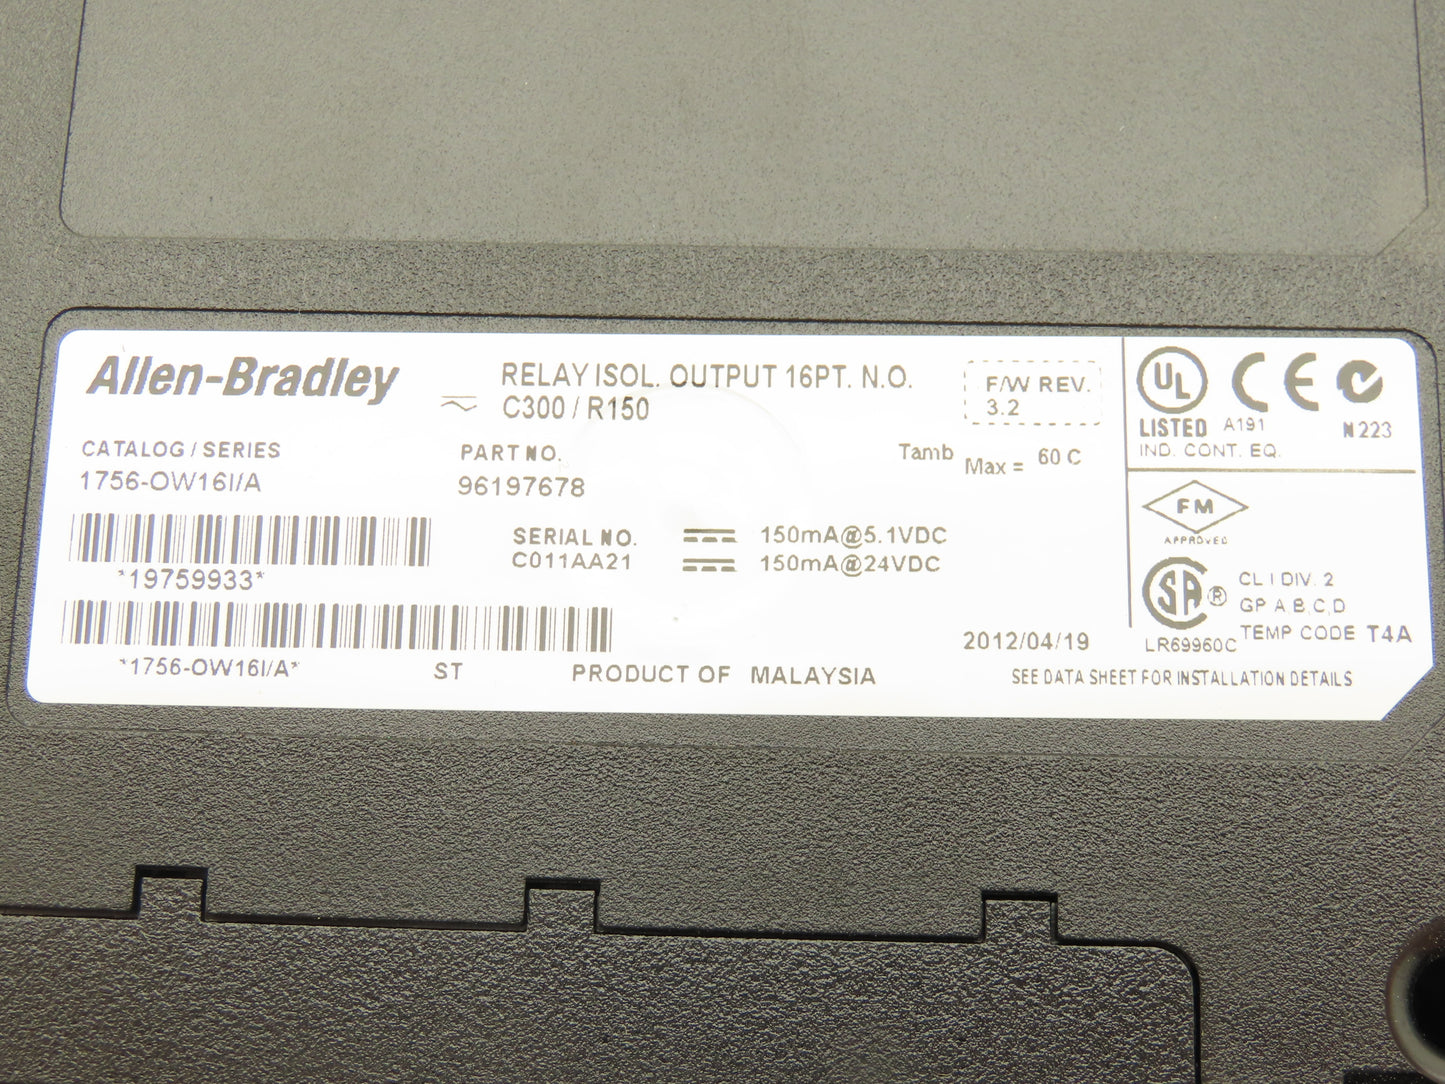 Allen-Bradley
RELAY ISOL. OUTPUT 16PT. N.O.
C300 / R150
F/W REV.
3.2
CATALOG / SERIES
1756-OW16I/A
PART NO.
96197678
Tamb Max = 60 C
SERIAL NO.
C011AA21
150mA@5.1VDC
150mA@24VDC
*19759933*
*1756-OW16I/A*
ST
PRODUCT OF MALAYSIA
2012/04/19
SEE DATA SHEET FOR INSTALLATION DETAILS
UL
LISTED A191
IND. CONT. EQ.
CE
N223
FM
APPROVED
SA ®
LR69960C
CL I DIV. 2
GP A,B,C,D
TEMP CODE T4A